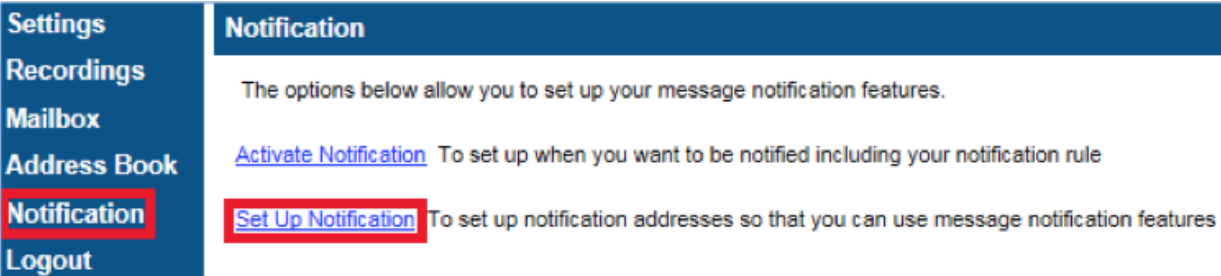 Settings
Recordings
Mailbox
Address Book
Notification
Logout
Notification
The options below allow you to set up your message notification features.
Activate Notification To set up when you want to be notified including your notification rule
Set Up Notification To set up notification addresses so that you can use message notification features